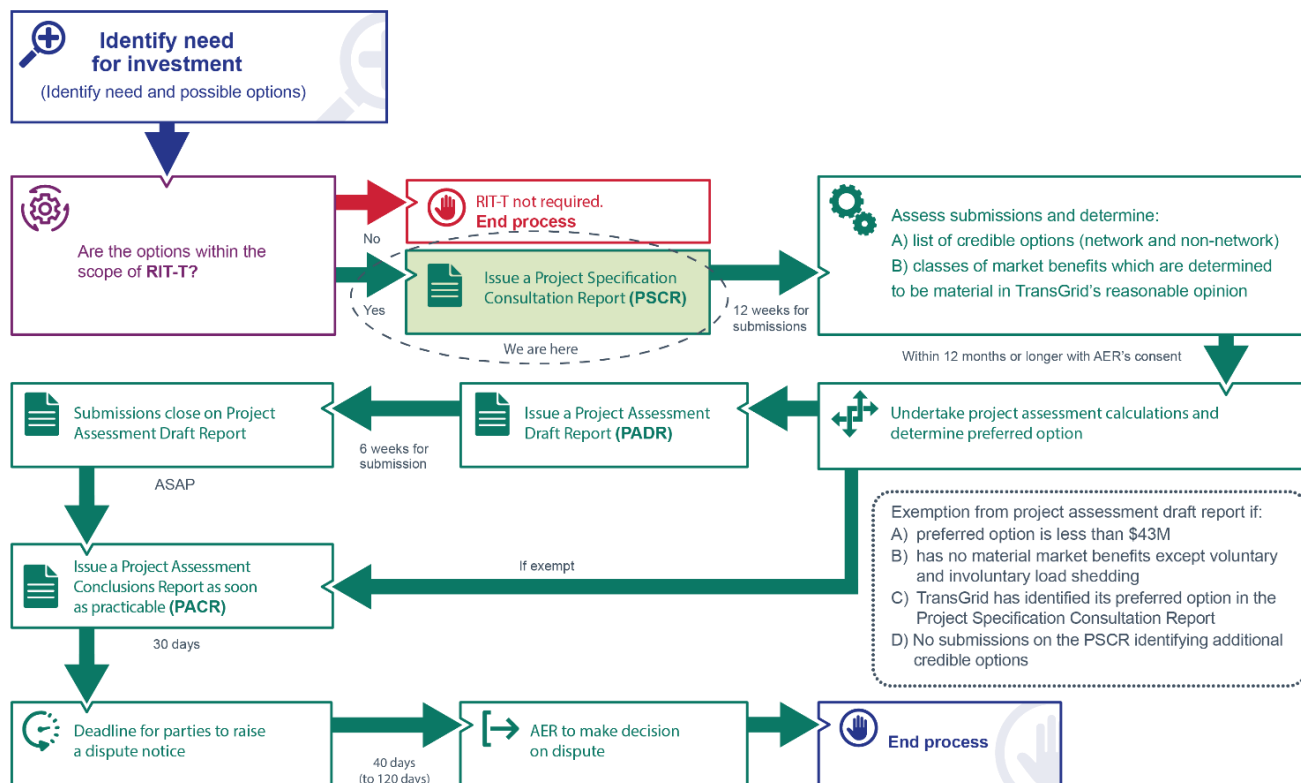 Identify need
for investment
(Identify need and possible options)
Are the options within the
scope of RIT-T?
No
RIT-T not required.
End process
Yes
Issue a Project Specification
Consultation Report (PSCR)
We are here
12 weeks for
submissions
Assess submissions and determine:
A) list of credible options (network and non-network)
B) classes of market benefits which are determined
to be material in TransGrid's reasonable opinion
Within 12 months or longer with AER's consent
Undertake project assessment calculations and
determine preferred option
Issue a Project Assessment
Draft Report (PADR)
6 weeks for
submission
Submissions close on Project
Assessment Draft Report
ASAP
Exemption from project assessment draft report if:
A) preferred option is less than $43M
B) has no material market benefits except voluntary
and involuntary load shedding
C) TransGrid has identified its preferred option in the
Project Specification Consultation Report
D) No submissions on the PSCR identifying additional
credible options
If exempt
Issue a Project Assessment
Conclusions Report as soon
as practicable (PACR)
30 days
Deadline for parties to raise
a dispute notice
40 days
(to 120 days)
AER to make decision
on dispute
End process